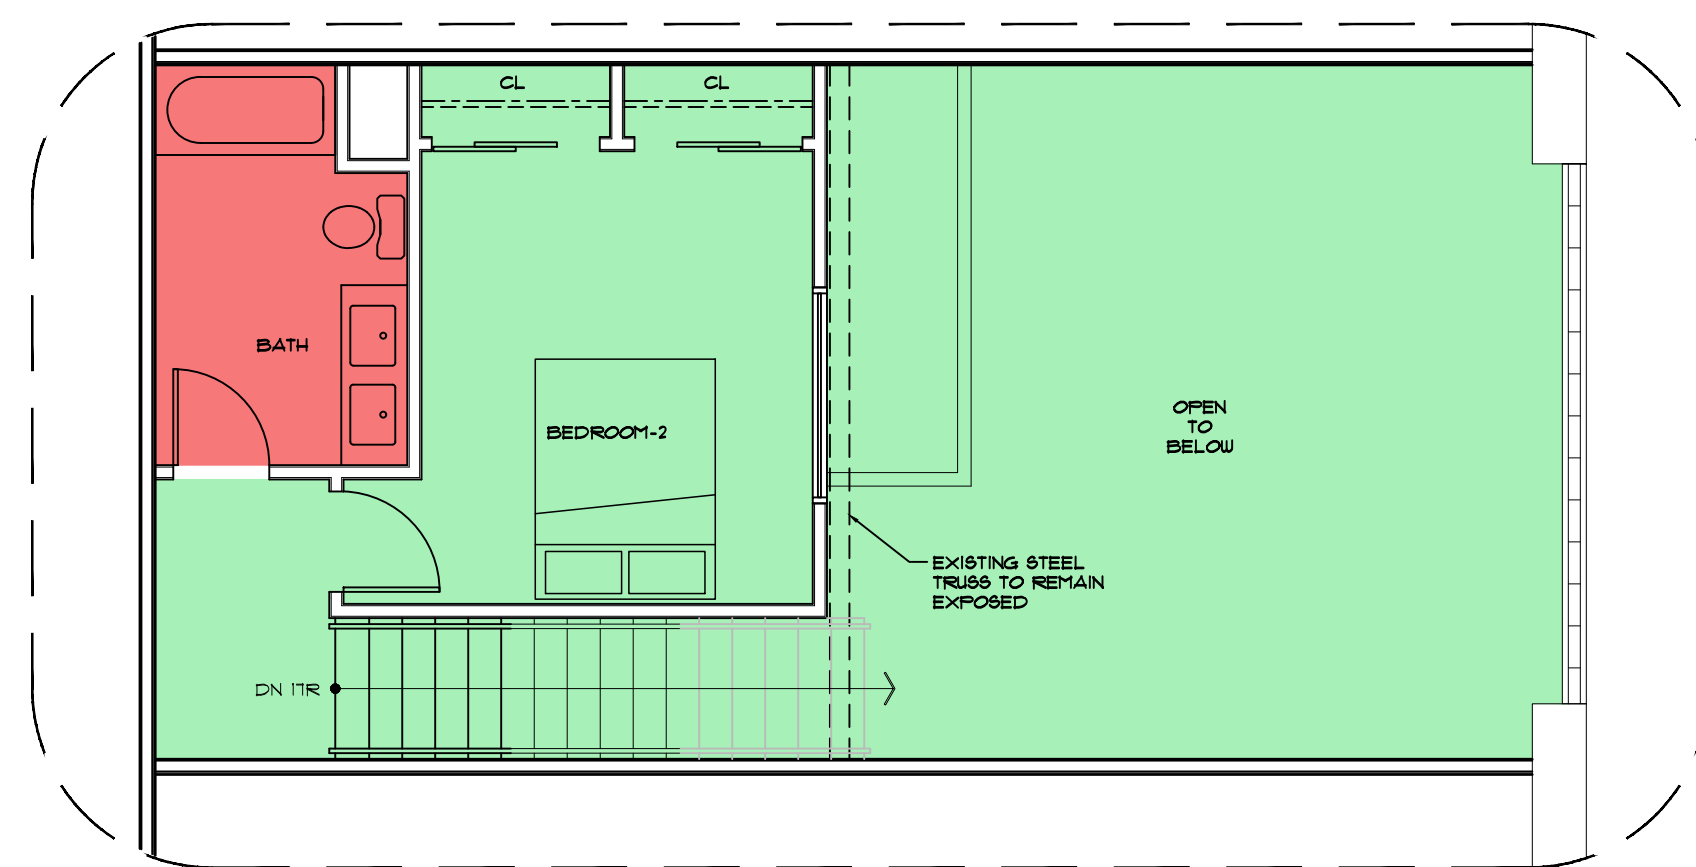 CL
CL
BATH
BEDROOM-2
OPEN
TO
BELOW
EXISTING STEEL
TRUSS TO REMAIN
EXPOSED
DN 17R